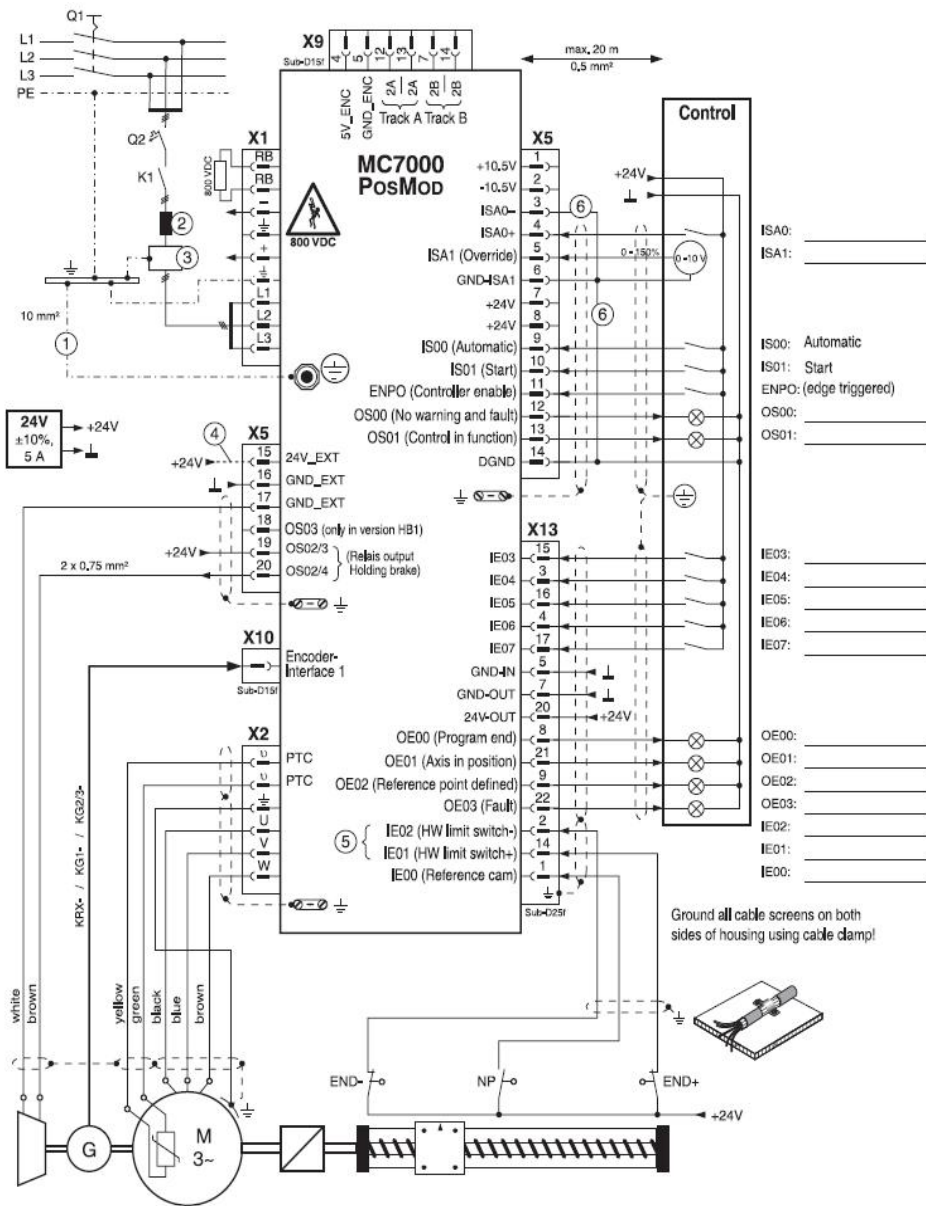 Q1
L1
L2
L3
PE
Q2
K1
2
3
10 mm²
1
X9
Sub-D15f
4
5
12
13
7
14
5V_ENC
GND_ENC
2A
2A
2B
2B
Track A Track B
MC7000
POSMOD
800 VDC
X1
800 VDC
RB
RB
–
+
L1
L2
L3
24V
±10%,
5 A
+24V
X5
4
+24V
15 24V_EXT
16 GND_EXT
17 GND_EXT
18 OS03 (only in version HB1)
+24V
19 OS02/3
20 OS02/4
(Relais output
Holding brake)
2 x 0.75 mm²
X10
Encoder-
Interface 1
Sub-D15f
X2
υ PTC
υ PTC
U
V
W
KRX- / KG1- / KG2/3-
white
brown
yellow
green
black
blue
brown
G
M
3~
max. 20 m
0.5 mm²
X5
+10.5V 1
-10.5V 2
ISA0- 3
ISA0+ 4
ISA1 (Override) 5
GND-ISA1 6
+24V 7
+24V 8
IS00 (Automatic) 9
IS01 (Start) 10
ENPO (Controller enable) 11
OS00 (No warning and fault) 12
OS01 (Control in function) 13
DGND 14
6
6
0 – 150%
0 –10 V
Control
+24V
X13
IE03 15
IE04 3
IE05 16
IE06 4
IE07 17
GND-IN 5
GND-OUT 7
24V-OUT 20
+24V
OE00 (Program end) 8
OE01 (Axis in position) 21
OE02 (Reference point defined) 9
OE03 (Fault) 22
5
IE02 (HW limit switch-) 2
IE01 (HW limit switch+) 14
IE00 (Reference cam) 1
Sub-D25f
ISA0:
ISA1:
IS00: Automatic
IS01: Start
ENPO: (edge triggered)
OS00:
OS01:
IE03:
IE04:
IE05:
IE06:
IE07:
OE00:
OE01:
OE02:
OE03:
IE02:
IE01:
IE00:
Ground all cable screens on both
sides of housing using cable clamp!
END-
NP
END+
+24V